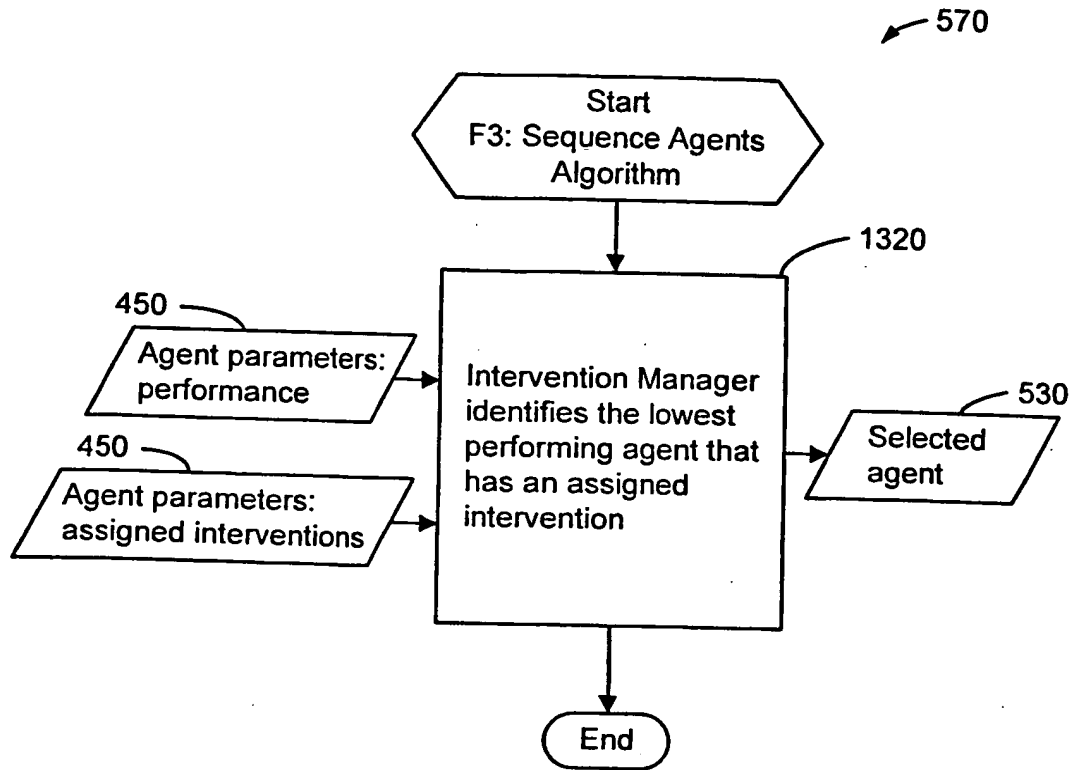 570
Start
F3: Sequence Agents
Algorithm
1320
450
Agent parameters:
performance
450
Agent parameters:
assigned interventions
Intervention Manager
identifies the lowest
performing agent that
has an assigned
intervention
530
Selected
agent
End